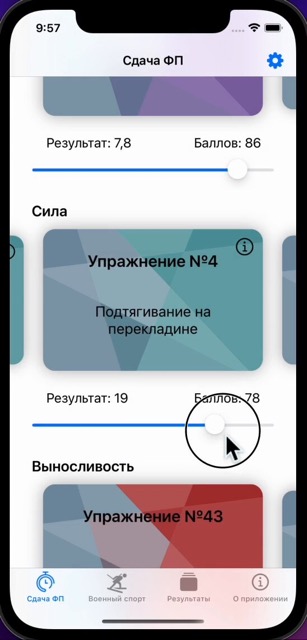 9:57
Сдача ФП
Результат: 7,8 Баллов: 86
Сила
Упражнение №4
Подтягивание на
перекладине
Результат: 19 Баллов: 78
Выносливость
Упражнение №43
Сдача ФП Военный спорт Результаты О приложении